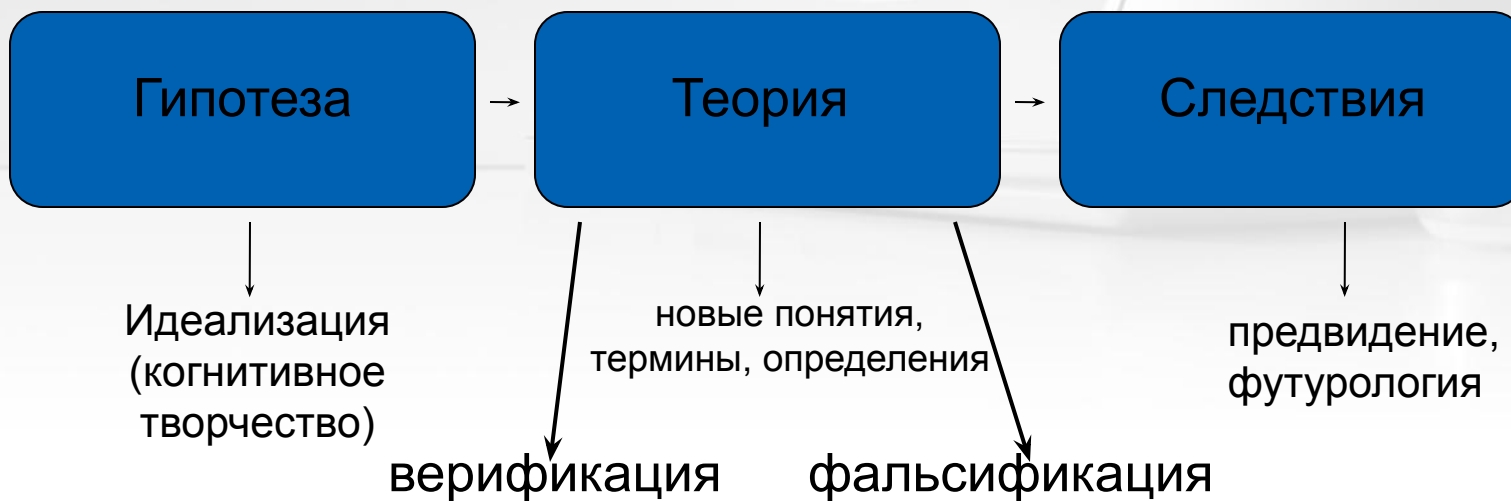 Гипотеза
Теория
Следствия
Идеализация
(когнитивное
творчество)
новые понятия,
термины, определения
предвидение,
футурология
верификация
фальсификация